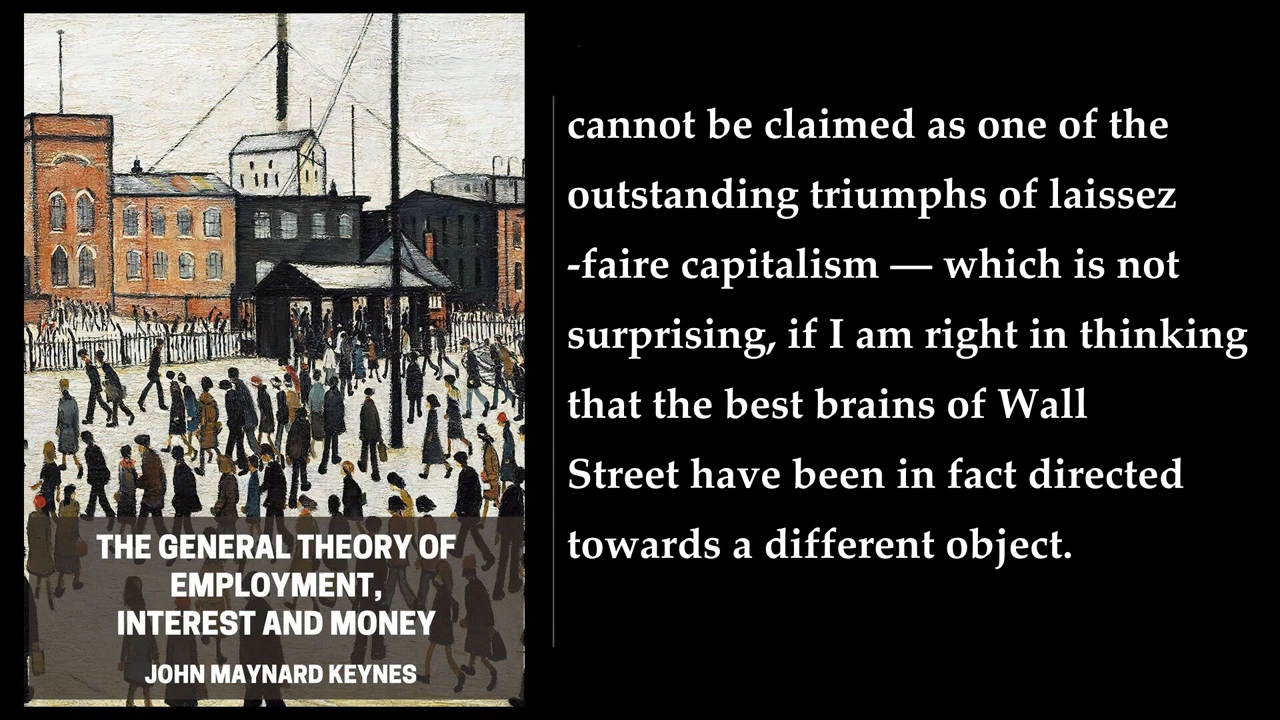 THE GENERAL THEORY OF
EMPLOYMENT,
INTEREST AND MONEY
JOHN MAYNARD KEYNES
cannot be claimed as one of the
outstanding triumphs of laissez
-faire capitalism — which is not
surprising, if I am right in thinking
that the best brains of Wall
Street have been in fact directed
towards a different object.